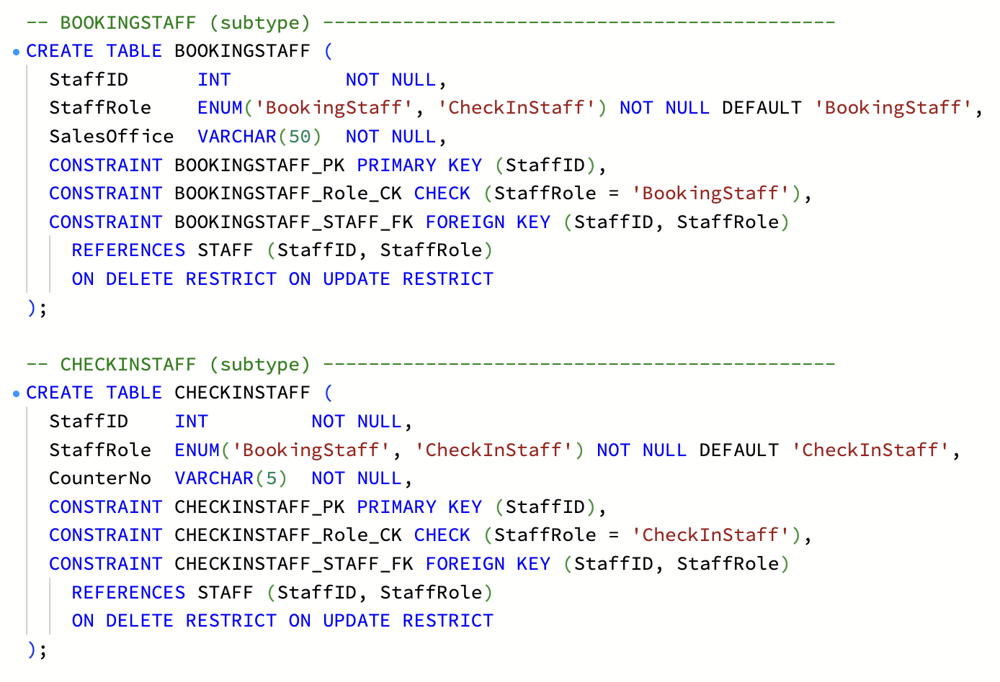 -- BOOKINGSTAFF (subtype) ---------------------------------------------
CREATE TABLE BOOKINGSTAFF (
StaffID INT NOT NULL,
StaffRole ENUM('BookingStaff', 'CheckInStaff') NOT NULL DEFAULT 'BookingStaff',
SalesOffice VARCHAR(50) NOT NULL,
CONSTRAINT BOOKINGSTAFF_PK PRIMARY KEY (StaffID),
CONSTRAINT BOOKINGSTAFF_Role_CK CHECK (StaffRole = 'BookingStaff'),
CONSTRAINT BOOKINGSTAFF_STAFF_FK FOREIGN KEY (StaffID, StaffRole)
REFERENCES STAFF (StaffID, StaffRole)
ON DELETE RESTRICT ON UPDATE RESTRICT
);
-- CHECKINSTAFF (subtype) ---------------------------------------------
CREATE TABLE CHECKINSTAFF (
StaffID INT NOT NULL,
StaffRole ENUM('BookingStaff', 'CheckInStaff') NOT NULL DEFAULT 'CheckInStaff',
CounterNo VARCHAR(5) NOT NULL,
CONSTRAINT CHECKINSTAFF_PK PRIMARY KEY (StaffID),
CONSTRAINT CHECKINSTAFF_Role_CK CHECK (StaffRole = 'CheckInStaff'),
CONSTRAINT CHECKINSTAFF_STAFF_FK FOREIGN KEY (StaffID, StaffRole)
REFERENCES STAFF (StaffID, StaffRole)
ON DELETE RESTRICT ON UPDATE RESTRICT
);